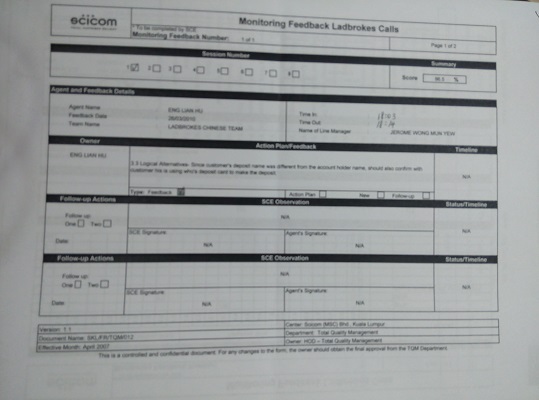 scicom
* To be completed by SCE
Monitoring Feedback Ladbrokes Calls
Monitoring Feedback Number: 1 of 1
Page 1 of 2
Session Number
Summary
1 2 3 4 5 6 7 8
Score %
Agent and Feedback Details
Agent Name ENG LIAN HU
Feedback Date 26/03/2010
Team Name LADBROKES CHINESE TEAM
Time In
Time Out
Name of Line Manager JEROME WONG MUN YEW
Owner Action Plan/Feedback Timeline
ENG LIAN HU
3.3 Logical Alternatives- Since customer's deposit name was different from the account holder name, should also confirm with
customer his is using who's deposit card to make the deposit.
N/A
Type: Feedback Action Plan New Follow-up
Follow-up Actions SCE Observation Status/Timeline
Follow up: N/A
One Two
N/A
SCE Signature Agent's Signature
Date: N/A N/A
Follow-up Actions SCE Observation Status/Timeline
Follow up: N/A
One Two
SCE Signature Agent's Signature
Date: N/A N/A
Version: 1.1
Center: Scicom (MSC) Bhd, Kuala Lumpur
Document Name: SKL/FR/TQM/012
Department: Total Quality Management
Effective Month: April 2007
Owner: HOD – Total Quality Management
This is a controlled and confidential document. For any changes to the form, the owner should obtain the final approval from the TQM Department.